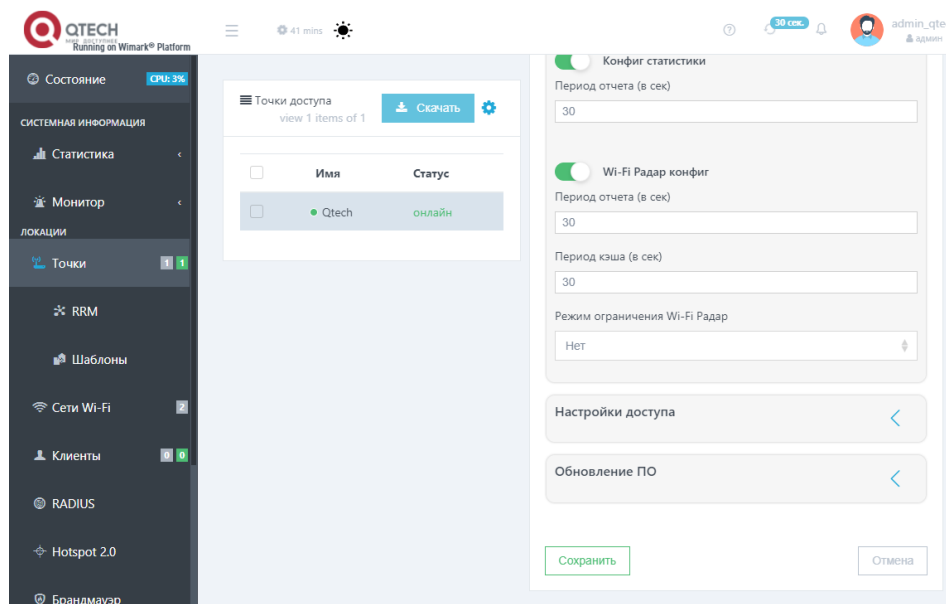 QTECH
МИР ДОСТУПНЕЕ
Running on Wimark® Platform
41 mins
30 сек.
admin_qte
админ
Состояние
CPU: 3%
СИСТЕМНАЯ ИНФОРМАЦИЯ
Статистика
Монитор
ЛОКАЦИИ
Точки
1 1
RRM
Шаблоны
Сети Wi-Fi
2
Клиенты
0 0
RADIUS
Hotspot 2.0
Брандмауэр
Точки доступа
view 1 items of 1
Скачать
Имя Статус
Qtech онлайн
Конфиг статистики
Период отчета (в сек)
30
Wi-Fi Радар конфиг
Период отчета (в сек)
30
Период кэша (в сек)
30
Режим ограничения Wi-Fi Радар
Нет
Настройки доступа
Обновление ПО
Сохранить
Отмена